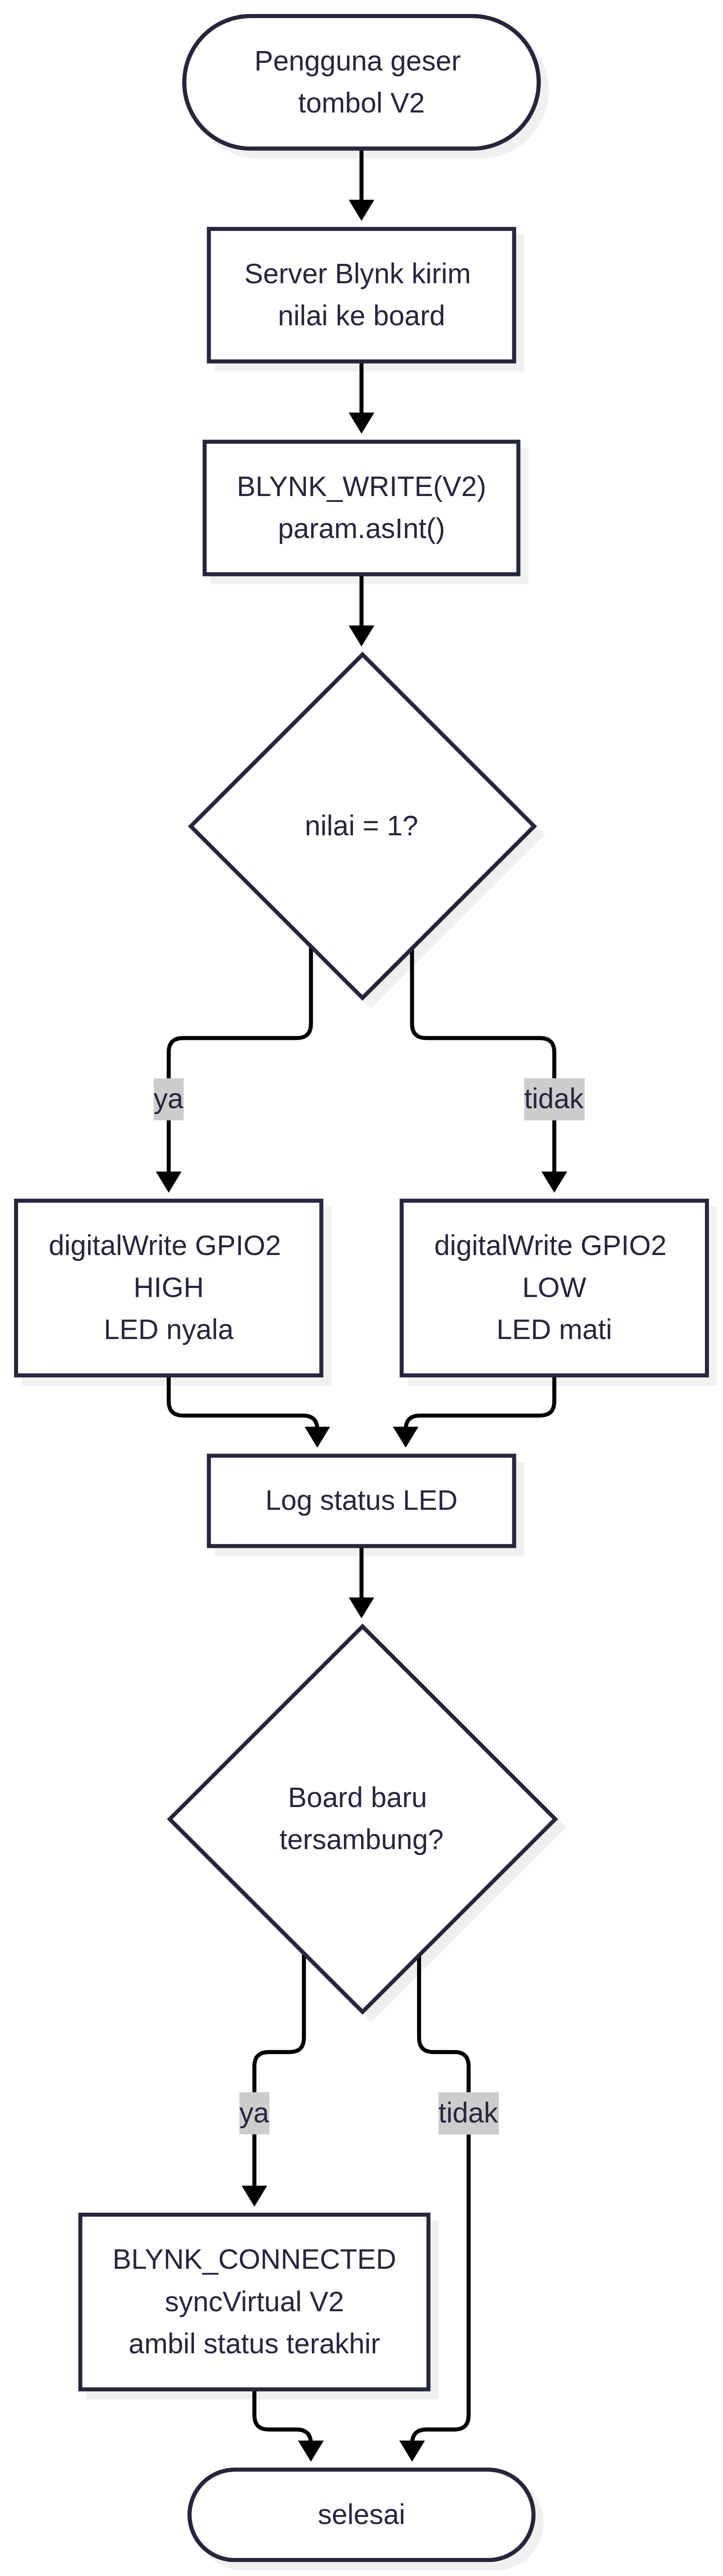 Pengguna geser
tombol V2
Server Blynk kirim
nilai ke board
BLYNK_WRITE(V2)
param.asInt()
nilai = 1?
ya
tidak
digitalWrite GPIO2
HIGH
LED nyala
digitalWrite GPIO2
LOW
LED mati
Log status LED
Board baru
tersambung?
ya
tidak
BLYNK_CONNECTED
syncVirtual V2
ambil status terakhir
selesai